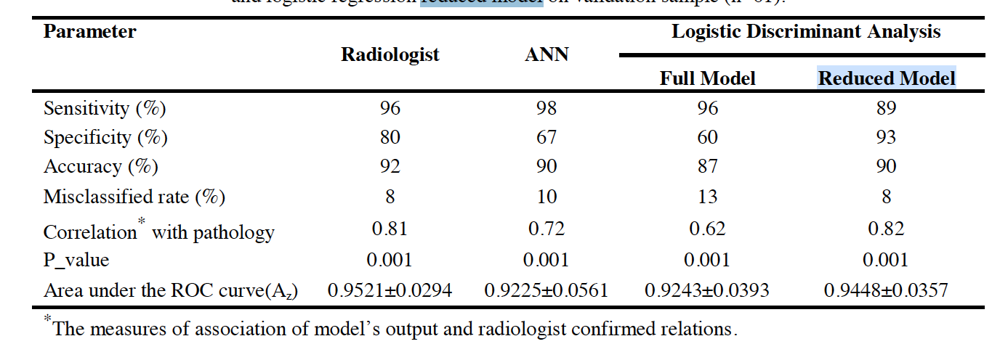 and logistic regression reduced model on validation sample (n=61).
Parameter Radiologist ANN Logistic Discriminant Analysis
Full Model Reduced Model
Sensitivity (%) 96 98 96 89
Specificity (%) 80 67 60 93
Accuracy (%) 92 90 87 90
Misclassified rate (%) 8 10 13 8
Correlation* with pathology 0.81 0.72 0.62 0.82
P_value 0.001 0.001 0.001 0.001
Area under the ROC curve(Az) 0.9521±0.0294 0.9225±0.0561 0.9243±0.0393 0.9448±0.0357
*The measures of association of model's output and radiologist confirmed relations.